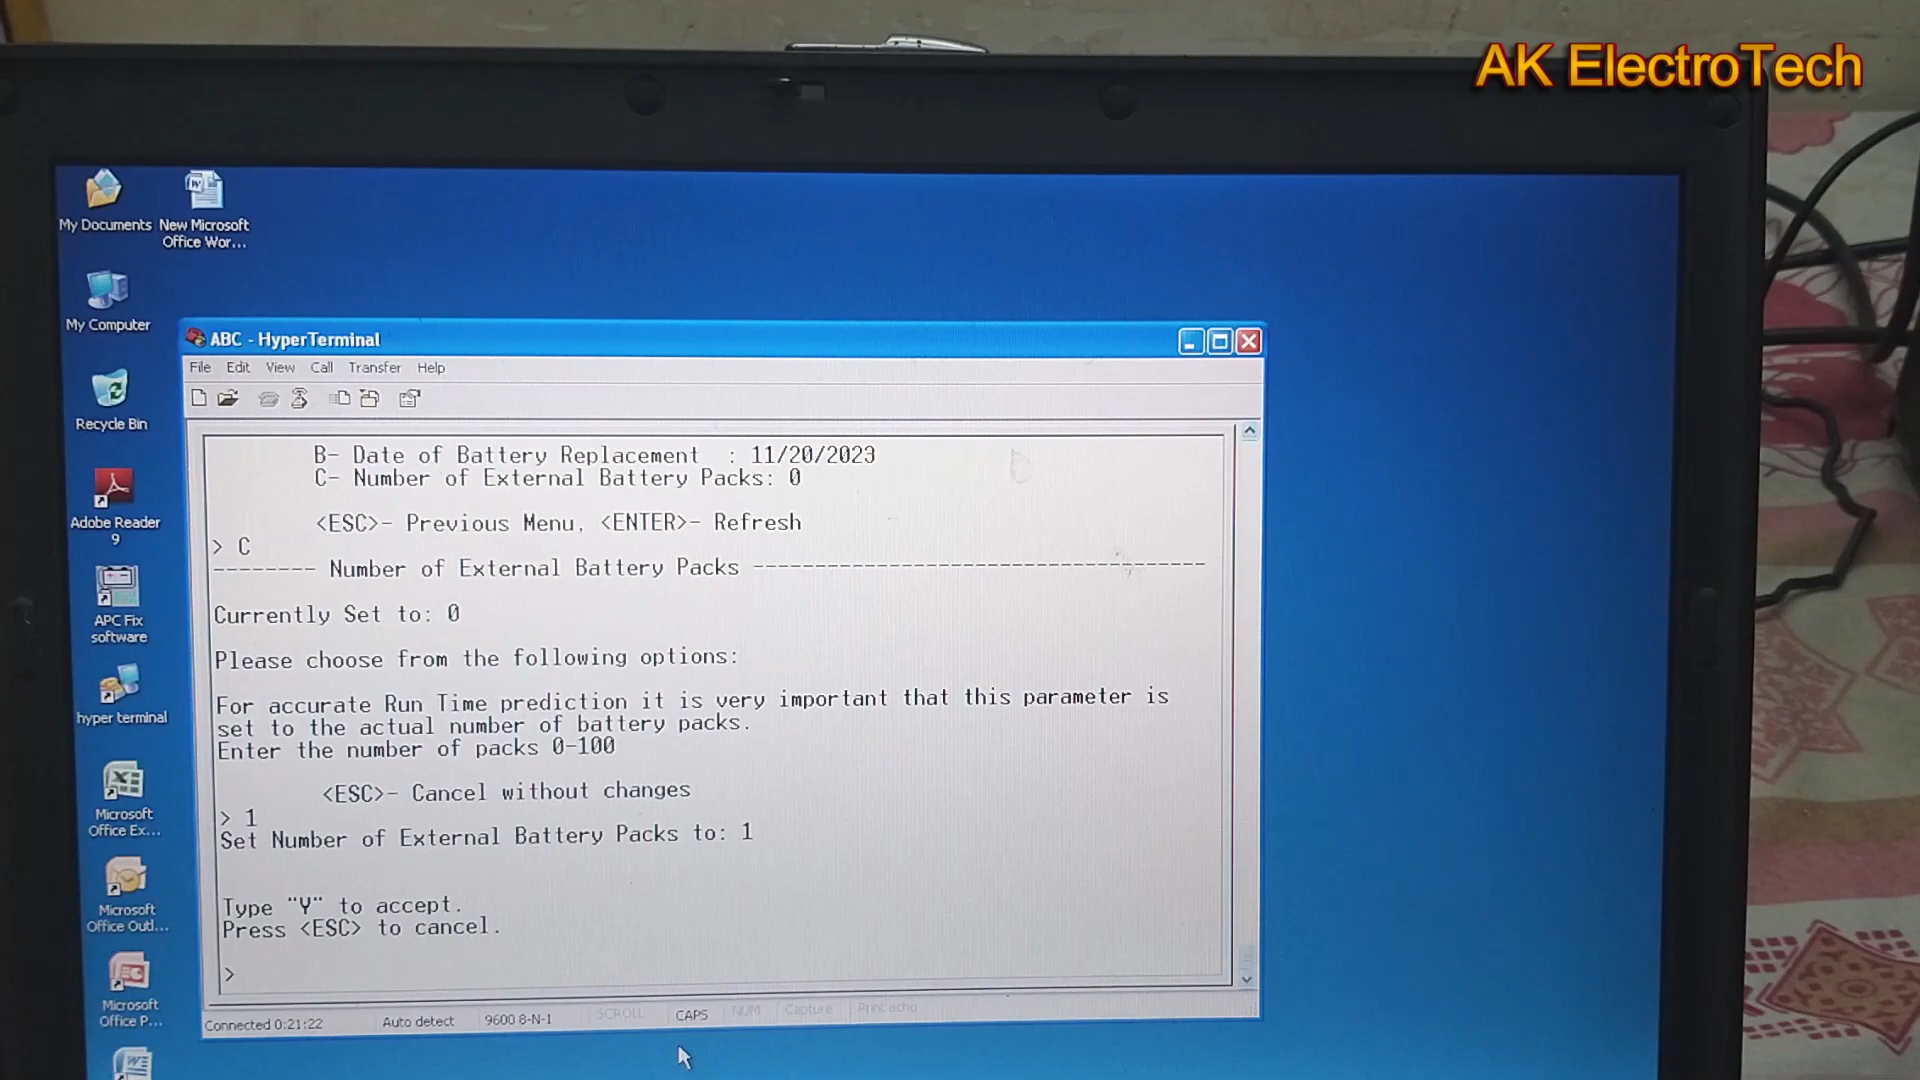 AK ElectroTech
My Documents
New Microsoft
Office Wor...
My Computer
Recycle Bin
Adobe Reader
9
APC Fix
software
hyper terminal
Microsoft
Office Ex...
Microsoft
Office Outl...
Microsoft
Office P...
ABC - HyperTerminal
File Edit View Call Transfer Help
B- Date of Battery Replacement : 11/20/2023
C- Number of External Battery Packs: 0
<ESC>- Previous Menu, <ENTER>- Refresh
> C
-------- Number of External Battery Packs -----------------------------------
Currently Set to: 0
Please choose from the following options:
For accurate Run Time prediction it is very important that this parameter is
set to the actual number of battery packs.
Enter the number of packs 0-100
<ESC>- Cancel without changes
> 1
Set Number of External Battery Packs to: 1
Type "Y" to accept.
Press <ESC> to cancel.
>
Connected 0:21:22 Auto detect 9600 8-N-1 SCROLL CAPS NUM Capture Print echo